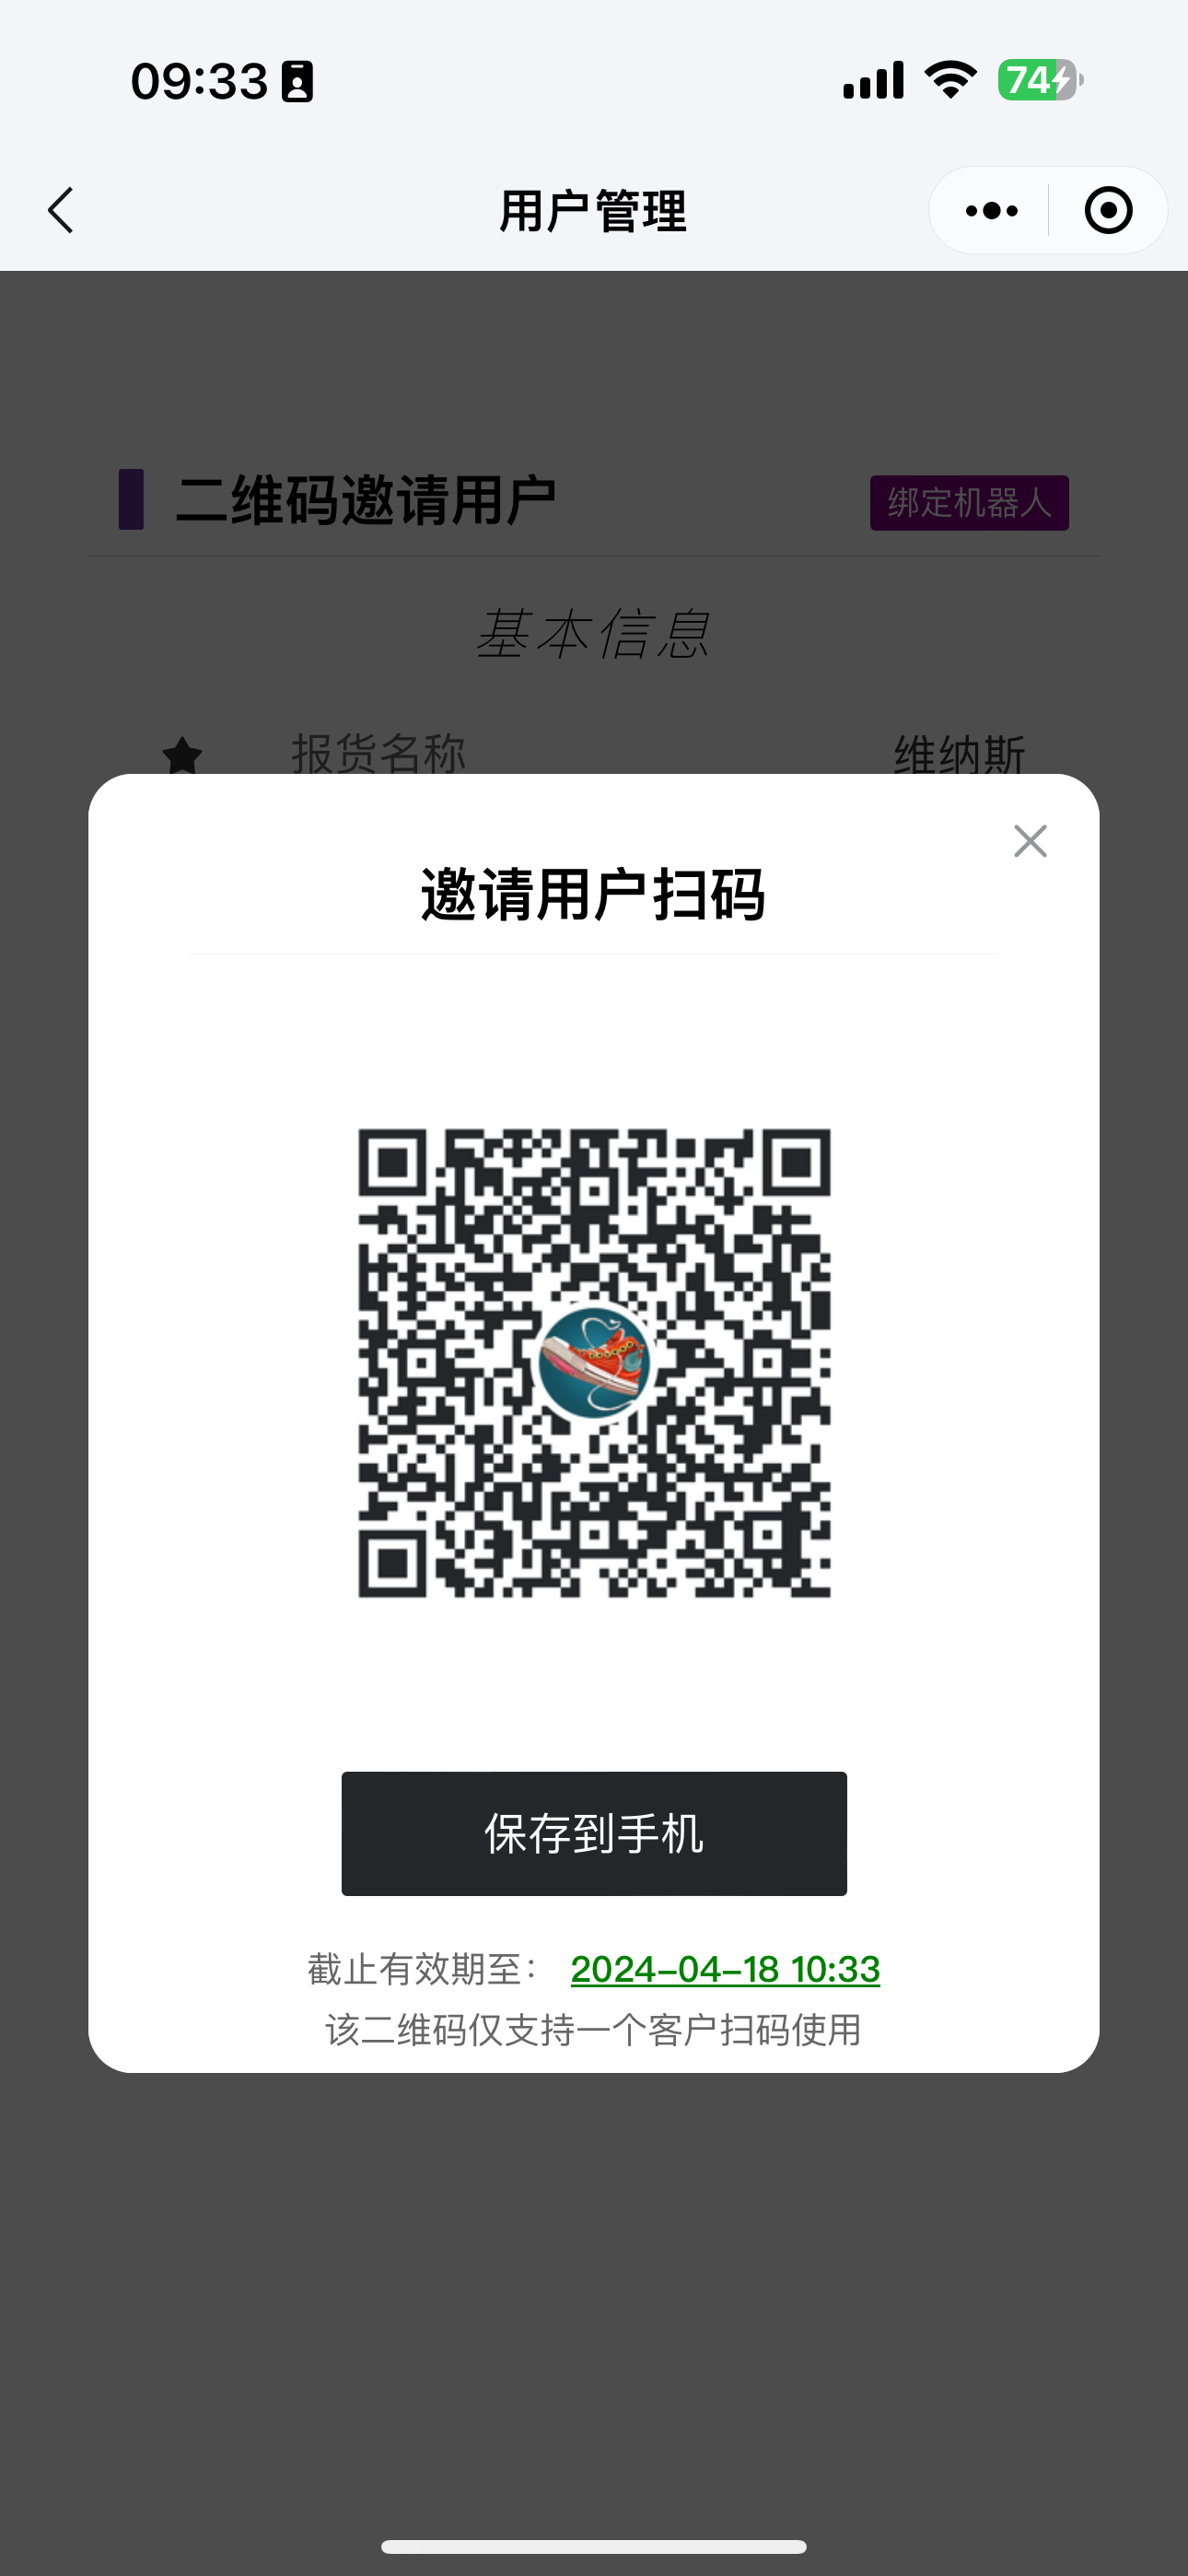 09:33
74
用户管理
二维码邀请用户
绑定机器人
基本信息
报货名称
维纳斯
邀请用户扫码
保存到手机
截止有效期至： 2024-04-18 10:33
该二维码仅支持一个客户扫码使用